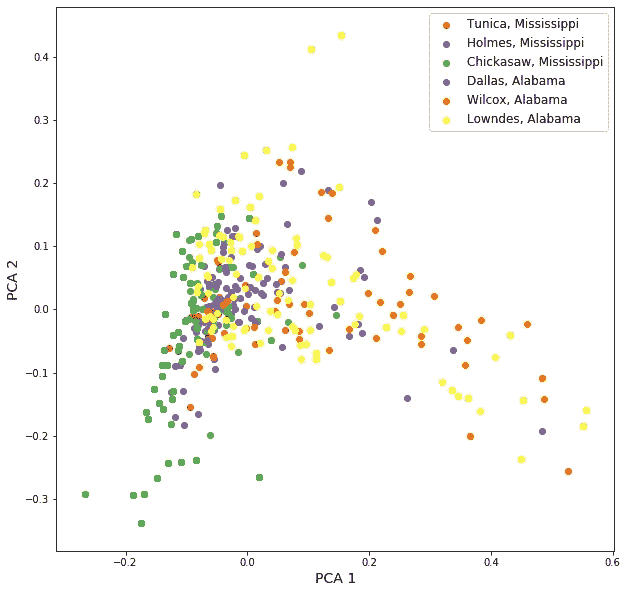 Tunica, Mississippi
Holmes, Mississippi
Chickasaw, Mississippi
Dallas, Alabama
Wilcox, Alabama
Lowndes, Alabama
0.4
0.3
0.2
0.1
0.0
−0.1
−0.2
−0.3
PCA 2
−0.2
0.0
0.2
0.4
0.6
PCA 1